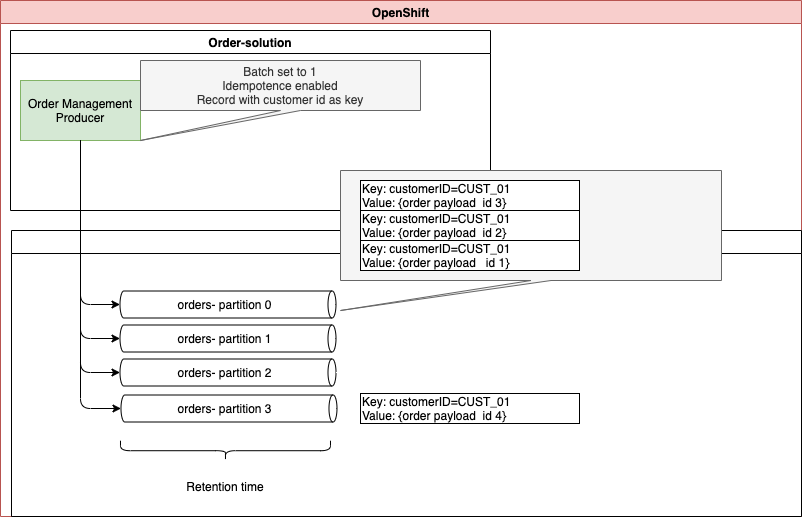 OpenShift
Order-solution
Batch set to 1
Idempotence enabled
Record with customer id as key
Order Management
Producer
Key: customerID=CUST_01
Value: {order payload  id 3}
Key: customerID=CUST_01
Value: {order payload  id 2}
Key: customerID=CUST_01
Value: {order payload   id 1}
orders- partition 0
orders- partition 1
orders- partition 2
orders- partition 3
Key: customerID=CUST_01
Value: {order payload  id 4}
Retention time